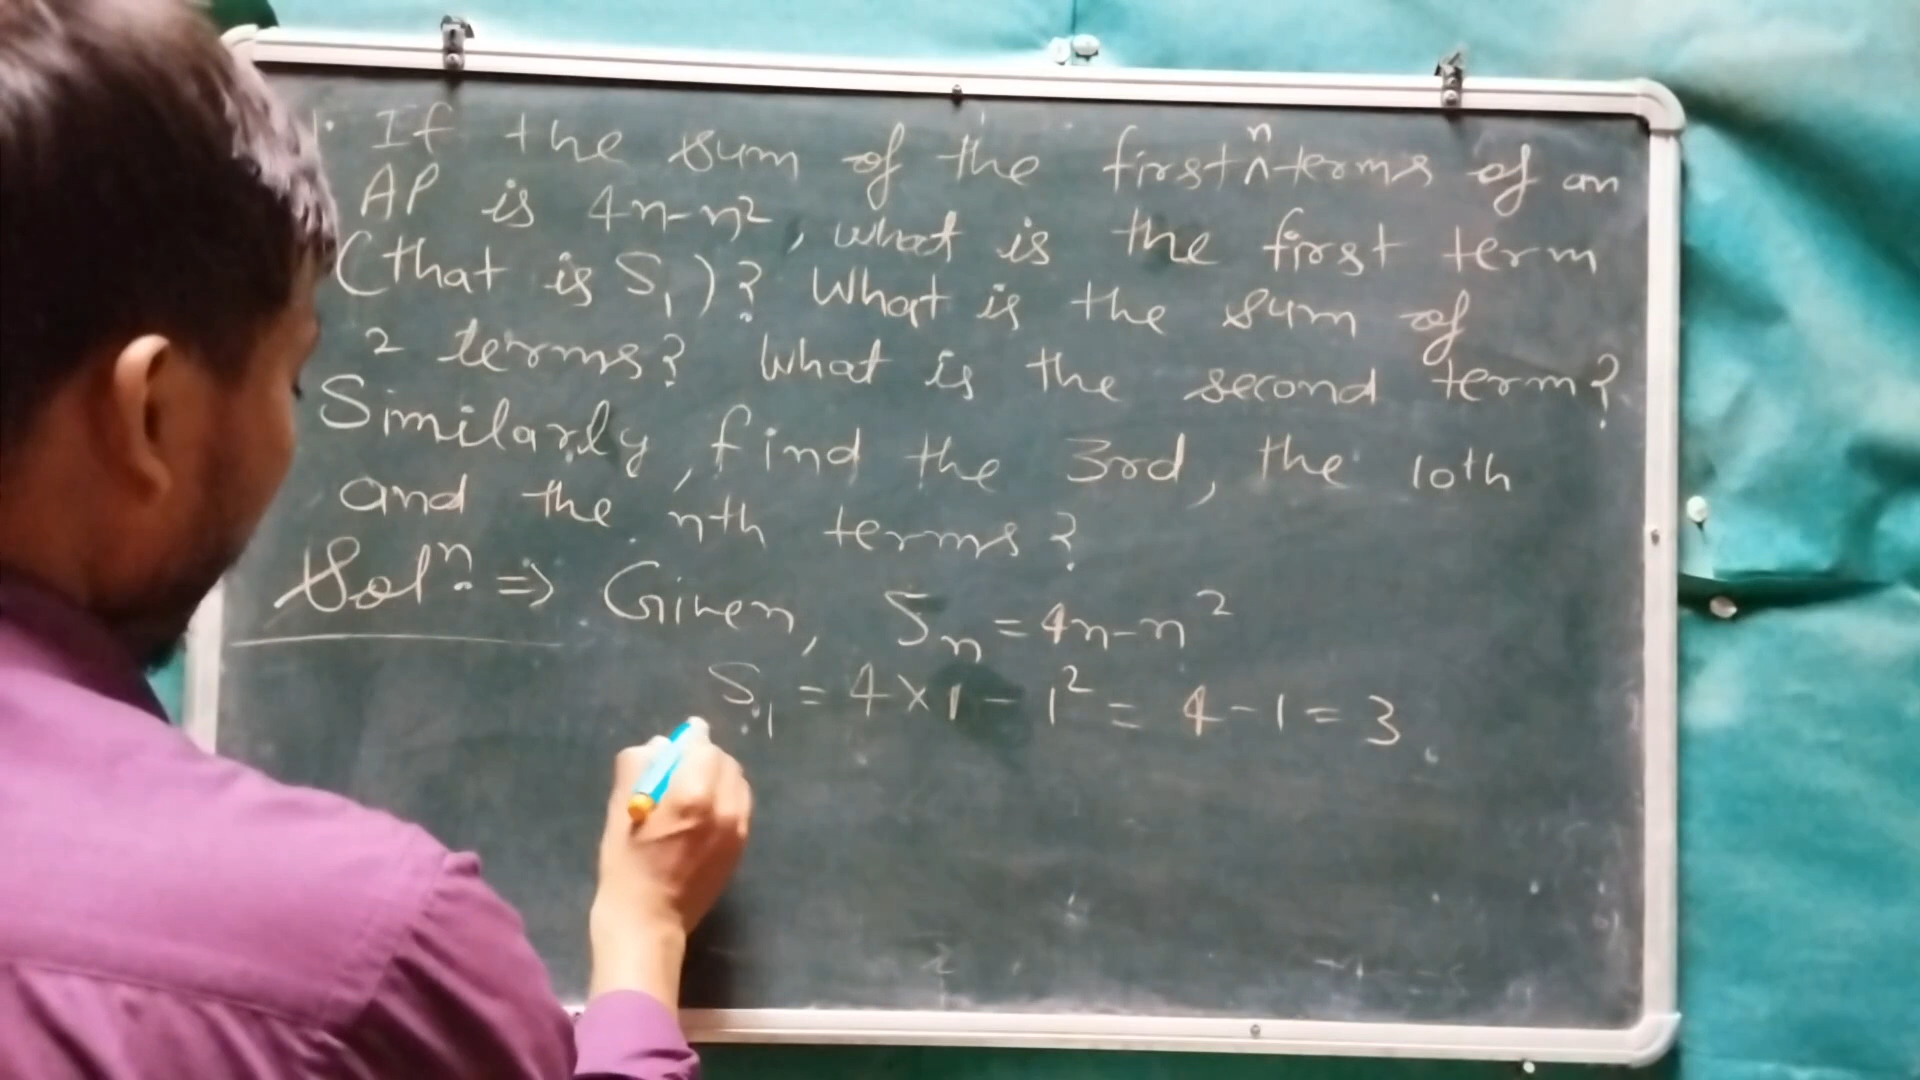 1. If the sum of the first n terms of an
AP is 4n-n², what is the first term
(that is S₁)? What is the sum of
2 terms? What is the second term?
Similarly, find the 3rd, the 10th
and the nth terms?
Solⁿ. ⇒ Given, Sₙ = 4n-n²
S₁ = 4×1-1² = 4-1 = 3